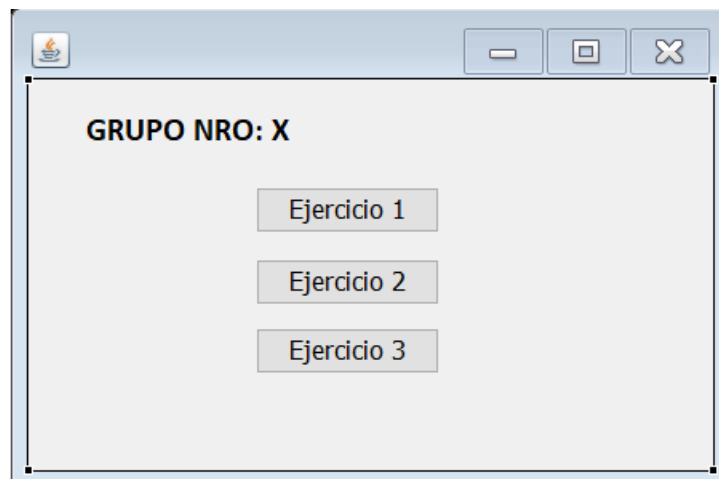 GRUPO NRO: X
Ejercicio 1
Ejercicio 2
Ejercicio 3